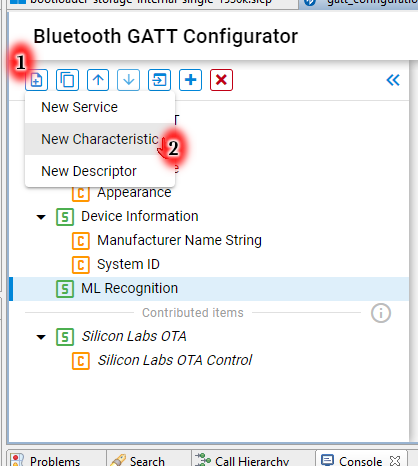 bootloader-storage-internal-single-1536k.slcp
gatt_configuration
Bluetooth GATT Configurator
1
New Service
T
New Characteristic
2
e
New Descriptor
C Appearance
S Device Information
C Manufacturer Name String
C System ID
S ML Recognition
Contributed items
S Silicon Labs OTA
C Silicon Labs OTA Control
Problems
Search
Call Hierarchy
Console